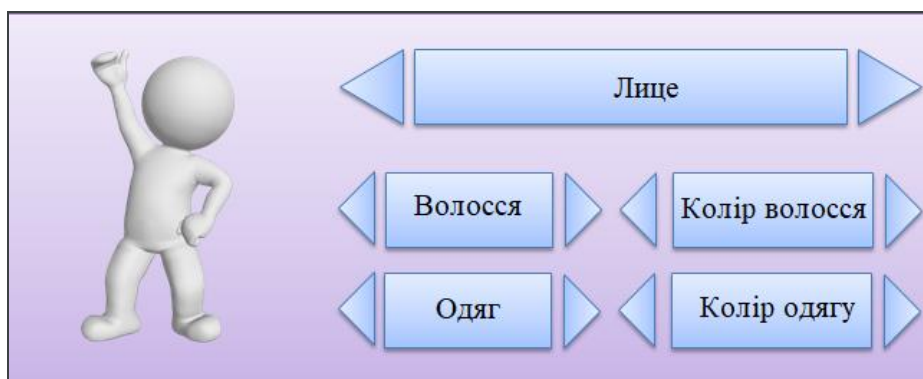 Лице
Волосся
Колір волосся
Одяг
Колір одягу